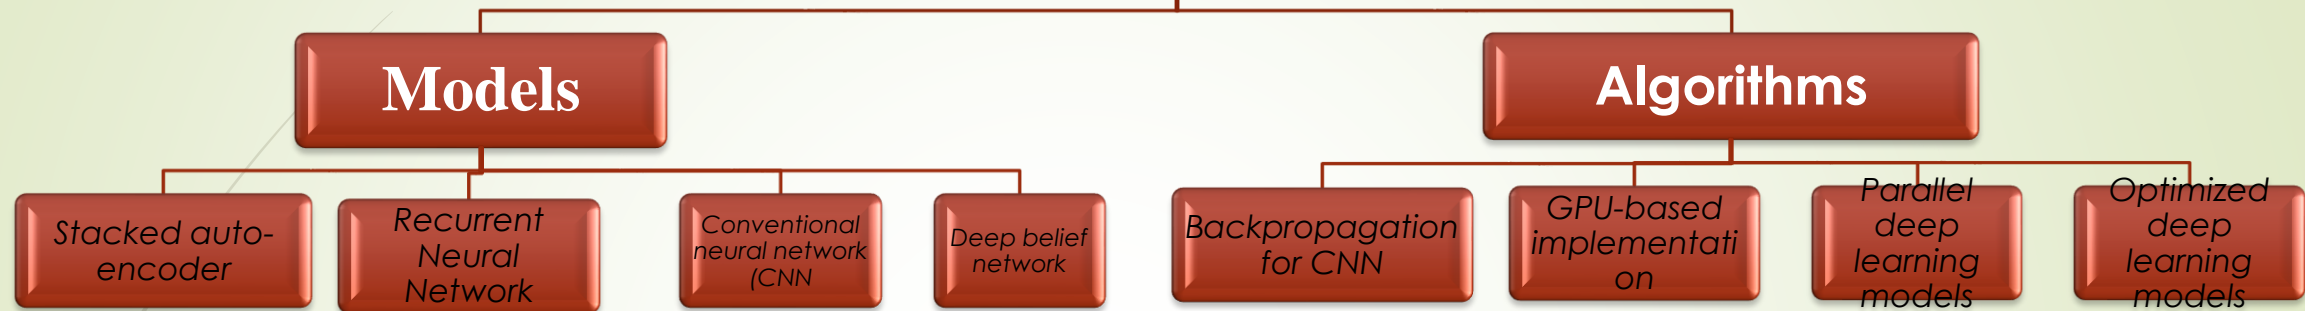 Models
Algorithms
Stacked auto-
encoder
Recurrent
Neural
Network
Conventional
neural network
(CNN
Deep belief
network
Backpropagation
for CNN
GPU-based
implementati
on
Parallel
deep
learning
models
Optimized
deep
learning
models